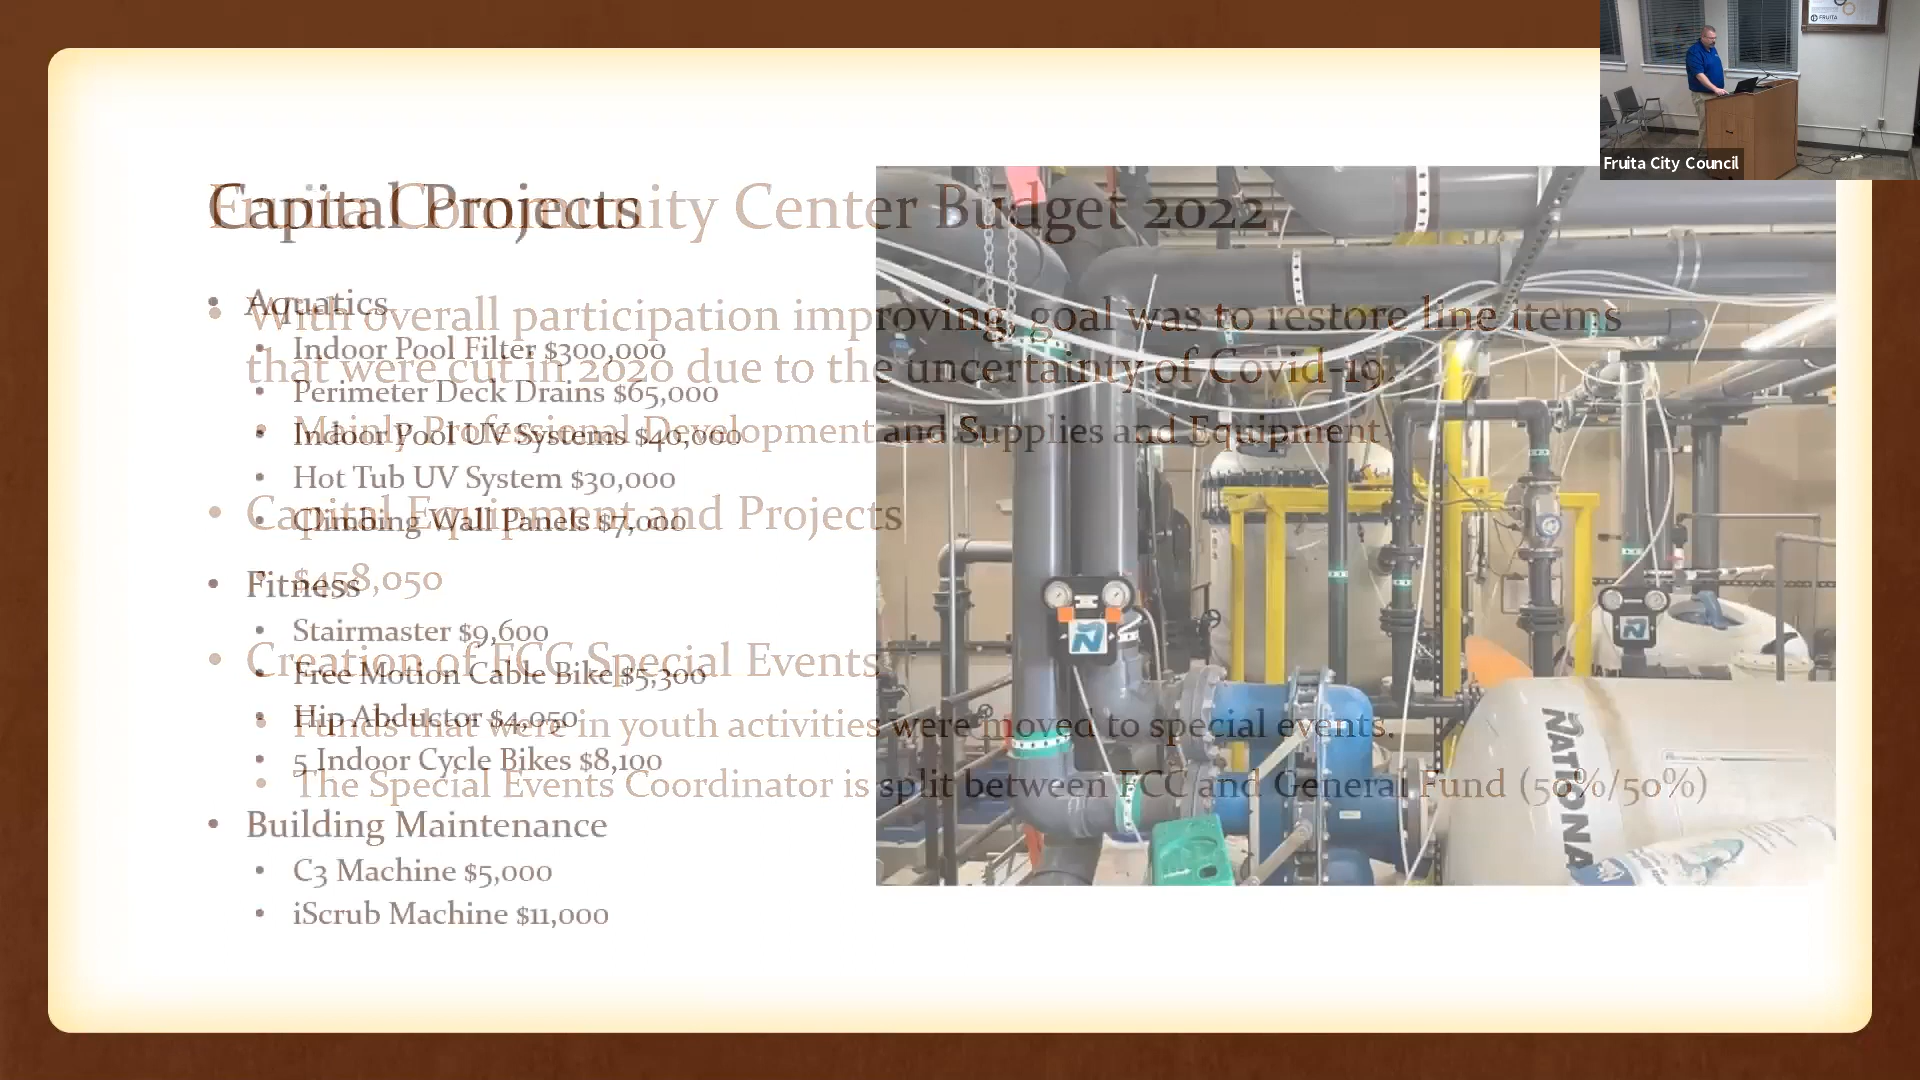 FRUITA
Fruita City Council
Capital Projects
• Aquatics
• Indoor Pool Filter $300,000
• Perimeter Deck Drains $65,000
• Indoor Pool UV Systems $40,000
• Hot Tub UV System $30,000
• Climbing Wall Panels $7,000
• Fitness
• Stairmaster $9,600
• Free Motion Cable Bike $5,300
• Hip Abductor $4,050
• 5 Indoor Cycle Bikes $8,100
• Building Maintenance
• C3 Machine $5,000
• iScrub Machine $11,000
Fruita Community Center Budget 2022
• With overall participation improving, goal was to restore line items
that were cut in 2020 due to the uncertainty of Covid-19.
• Mainly Professional Development and Supplies and Equipment
• Capital Equipment and Projects
• $458,050
• Creation of FCC Special Events
• Funds that were in youth activities were moved to special events.
• The Special Events Coordinator is split between FCC and General Fund (50%/50%)
N
N
NATIONA